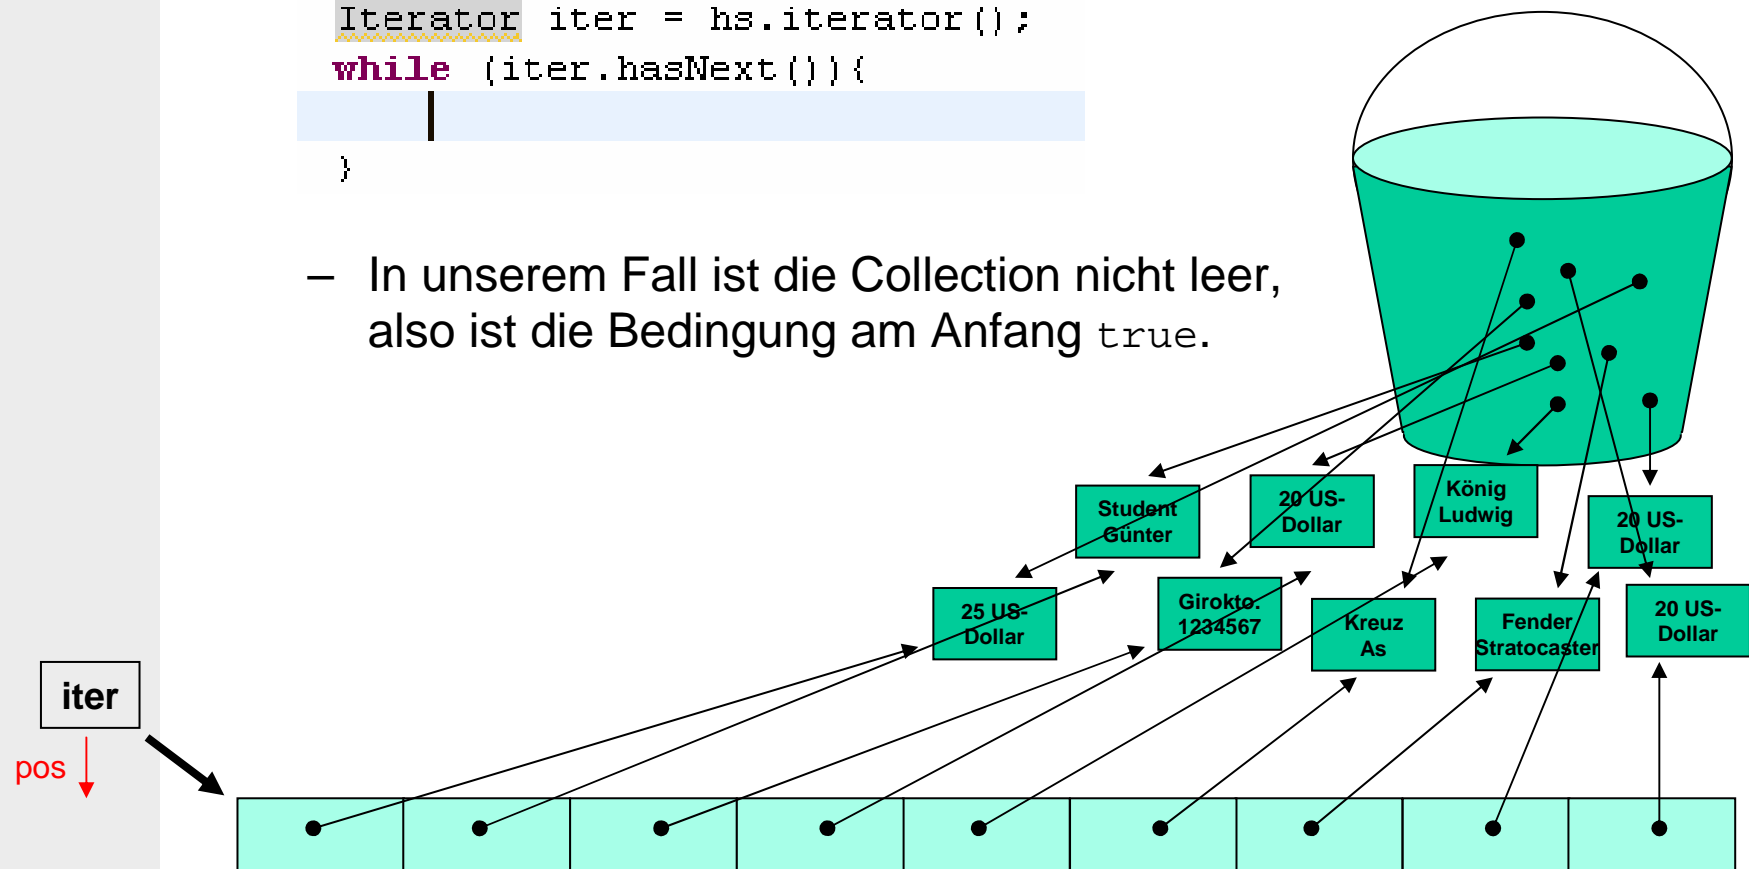 Iterator iter = hs.iterator();
while (iter.hasNext()){
}
– In unserem Fall ist die Collection nicht leer,
also ist die Bedingung am Anfang true.
Student
Günter
20 US-
Dollar
König
Ludwig
20 US-
Dollar
25 US-
Dollar
Girokto.
1234567
Kreuz
As
Fender
Stratocaster
20 US-
Dollar
iter
pos